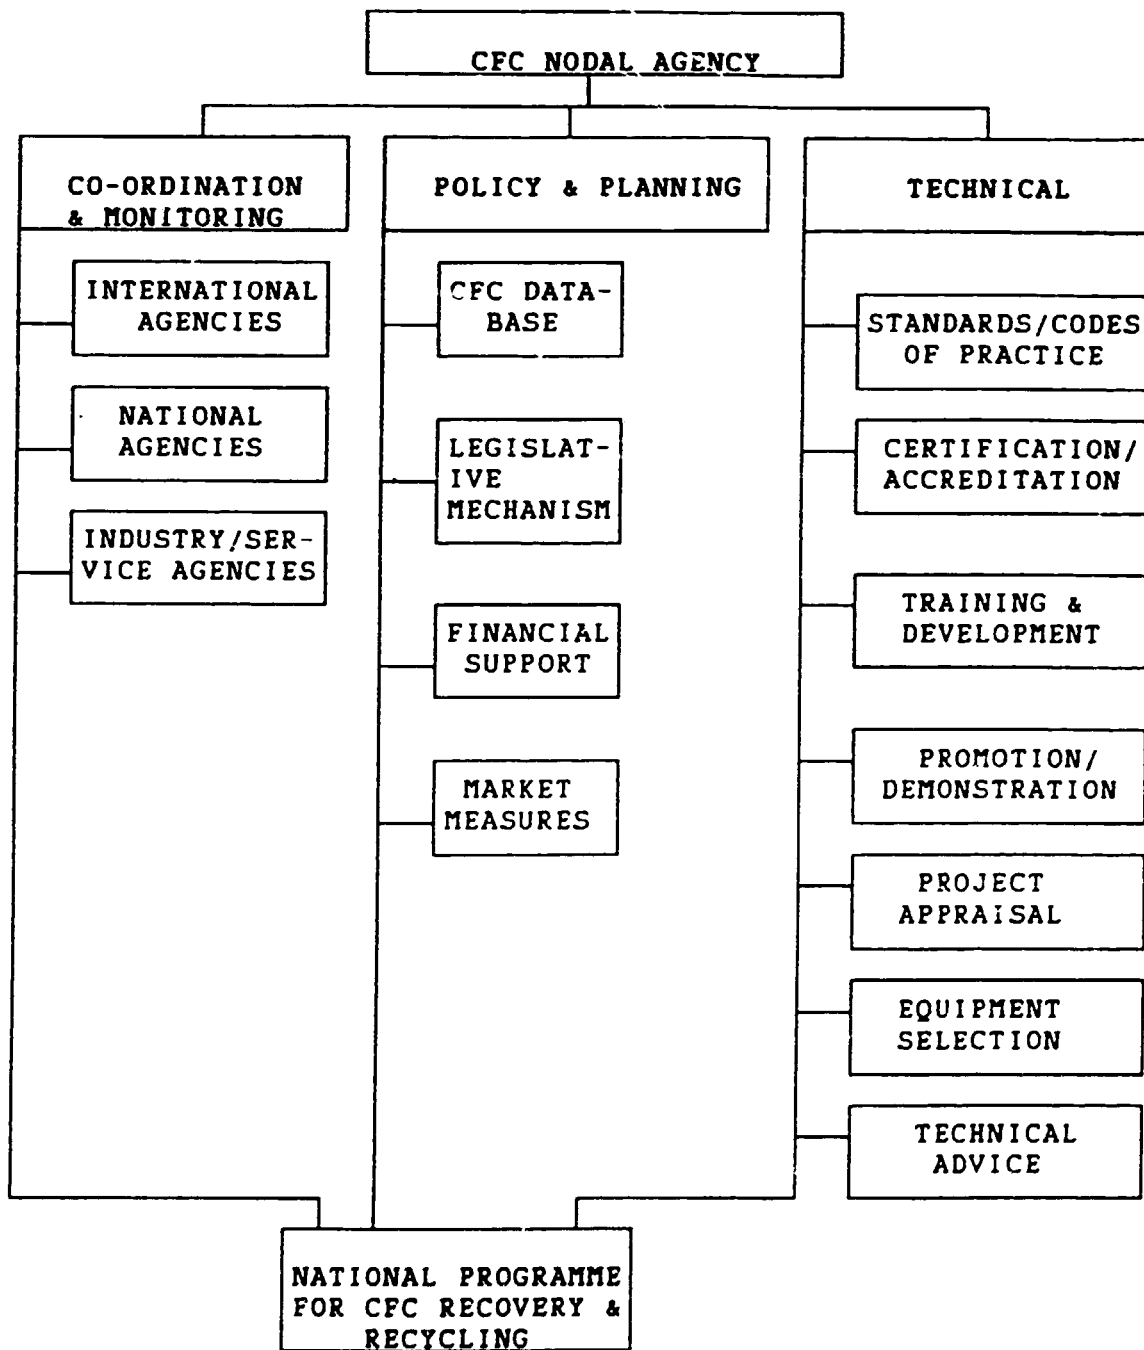 CFC NODAL AGENCY
CO-ORDINATION
& MONITORING
INTERNATIONAL
AGENCIES
NATIONAL
AGENCIES
INDUSTRY/SER-
VICE AGENCIES
POLICY & PLANNING
CFC DATA-
BASE
LEGISLAT-
IVE
MECHANISM
FINANCIAL
SUPPORT
MARKET
MEASURES
TECHNICAL
STANDARDS/CODES
OF PRACTICE
CERTIFICATION/
ACCREDITATION
TRAINING &
DEVELOPMENT
PROMOTION/
DEMONSTRATION
PROJECT
APPRAISAL
EQUIPMENT
SELECTION
TECHNICAL
ADVICE
NATIONAL PROGRAMME
FOR CFC RECOVERY &
RECYCLING